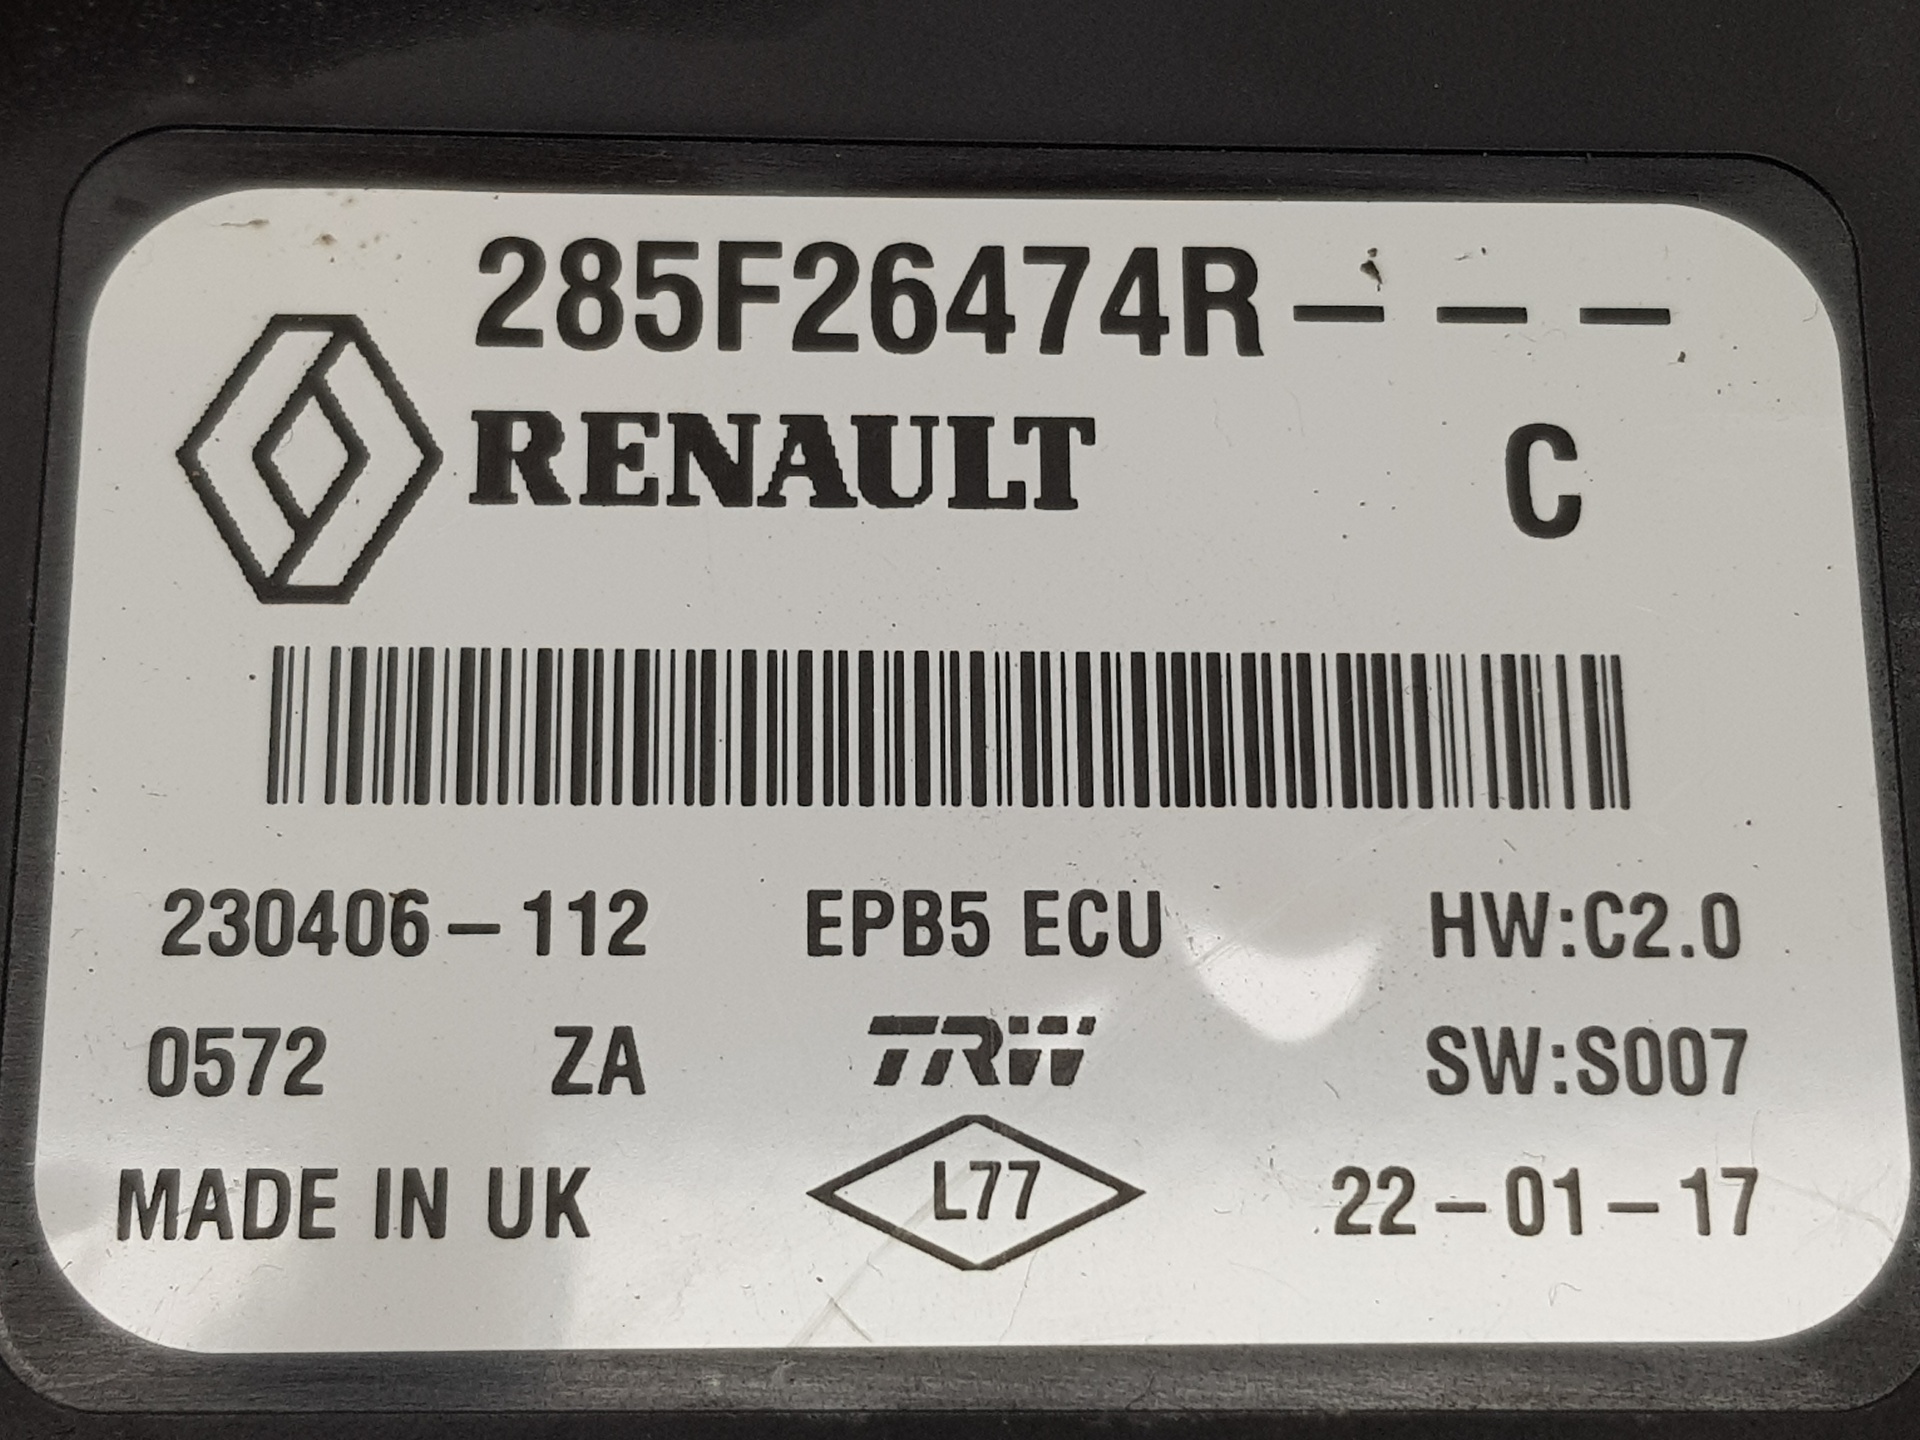 285F26474R- - -
RENAULT C
230406-112 EPB5 ECU HW:C2.0
0572 ZA TRW SW:S007
MADE IN UK L77 22-01-17